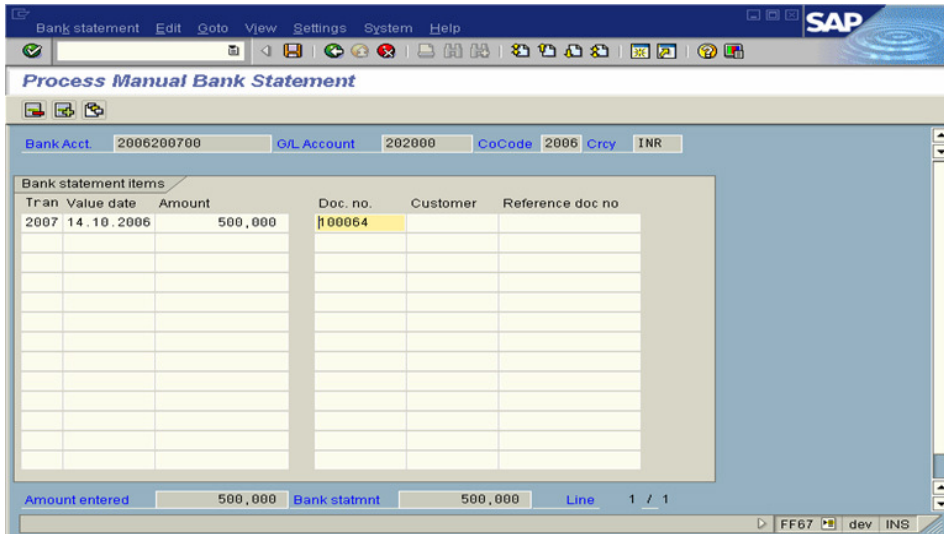 Bank statement Edit Goto View Settings System Help
SAP
Process Manual Bank Statement
Bank Acct. 2006200700 G/L Account 202000 CoCode 2006 Crcy INR
Bank statement items
Tran Value date Amount Doc. no. Customer Reference doc no
2007 14.10.2006 500,000 100064
Amount entered 500,000 Bank statmnt 500,000 Line 1 / 1
FF67 dev INS